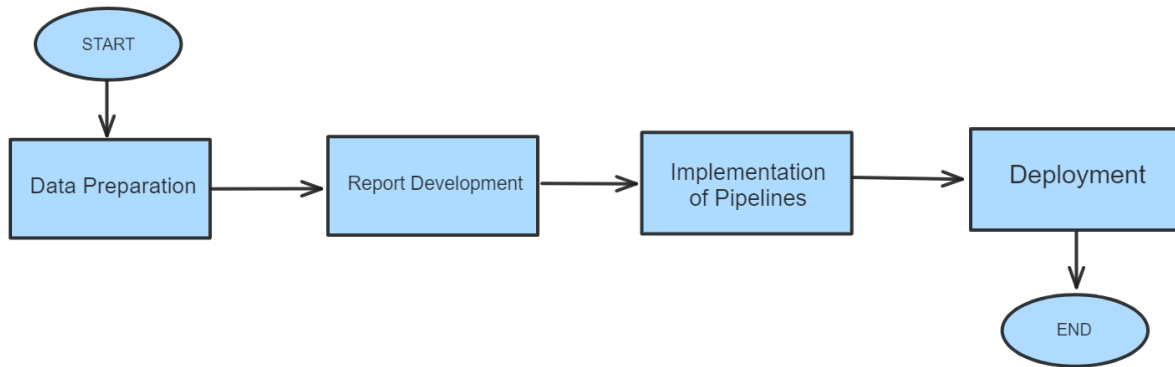 START
Data Preparation
Report Development
Implementation
of Pipelines
Deployment
END